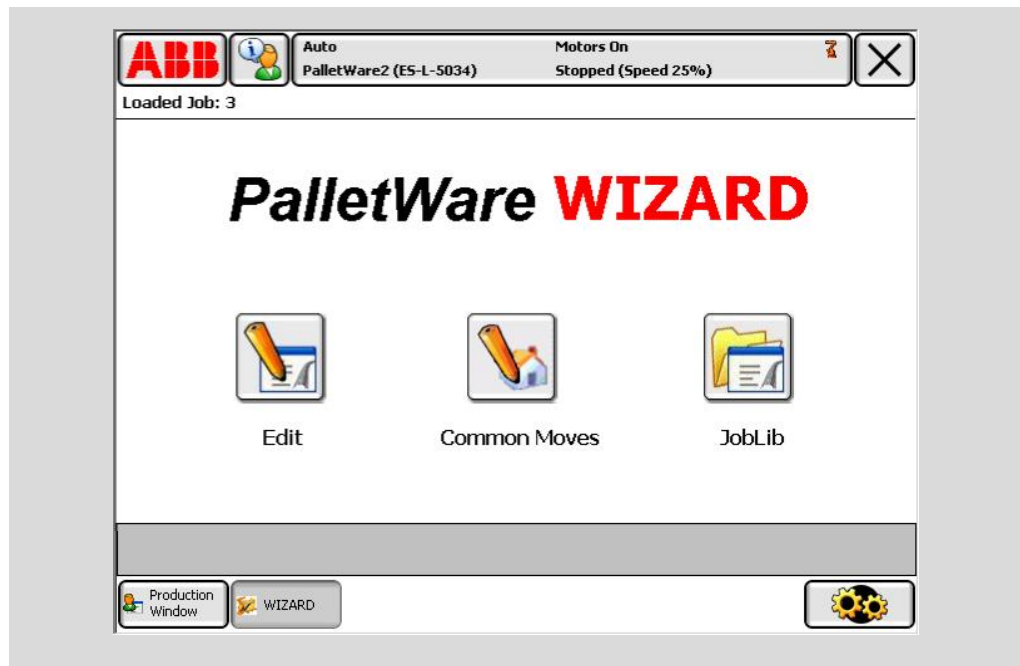 ABB
Auto Motors On
PalletWare2 (ES-L-5034) Stopped (Speed 25%)
Loaded Job: 3
PalletWare WIZARD
Edit Common Moves JobLib
Production
Window
WIZARD